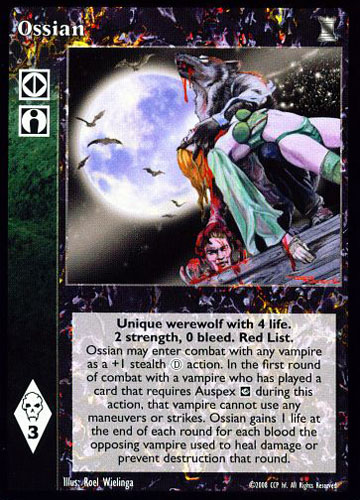 Ossian
Unique werewolf with 4 life.
2 strength, 0 bleed. Red List.
Ossian may enter combat with any vampire
as a +1 stealth D action. In the first round
of combat with a vampire who has played a
card that requires Auspex during this
action, that vampire cannot use any
maneuvers or strikes. Ossian gains 1 life at
the end of each round for each blood the
opposing vampire used to heal damage or
prevent destruction that round.
3
Illus: Roel Wielinga
©2008 CCP hf. All Rights Reserved